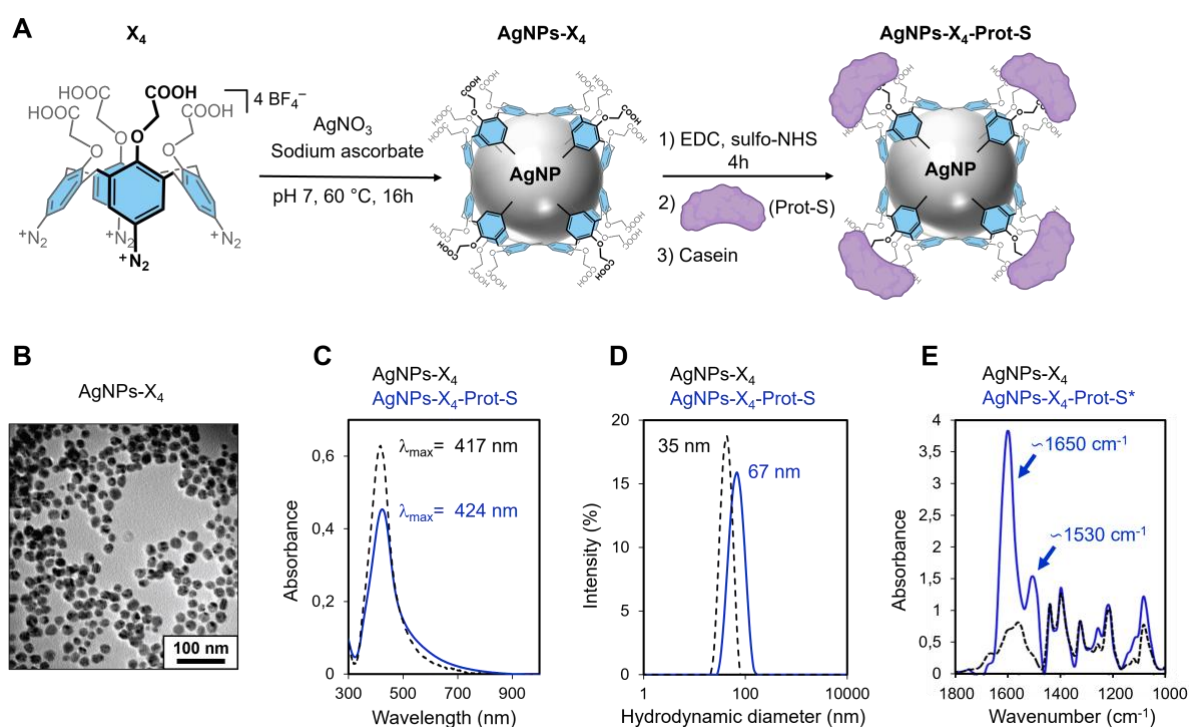 A
X₄
HOOC
HOOC
COOH
COOH
4 BF₄⁻
⁺N₂
N₂
⁺
⁺
N₂
⁺N₂
AgNO₃
Sodium ascorbate
pH 7, 60 °C, 16h
AgNPs-X₄
AgNP
HOOC
COOH
1) EDC, sulfo-NHS
4h
2) (Prot-S)
3) Casein
AgNPs-X₄-Prot-S
AgNP
B
AgNPs-X₄
100 nm
C
AgNPs-X₄
AgNPs-X₄-Prot-S
λmax= 417 nm
λmax= 424 nm
0,6
0,4
0,2
0
300 500 700 900
Absorbance
Wavelength (nm)
D
AgNPs-X₄
AgNPs-X₄-Prot-S
35 nm
67 nm
20
15
10
5
0
1 100 10000
Intensity (%)
Hydrodynamic diameter (nm)
E
AgNPs-X₄
AgNPs-X₄-Prot-S*
∽1650 cm⁻¹
∽1530 cm⁻¹
4
3,5
3
2,5
2
1,5
1
0,5
0
1800 1600 1400 1200 1000
Absorbance
Wavenumber (cm⁻¹)